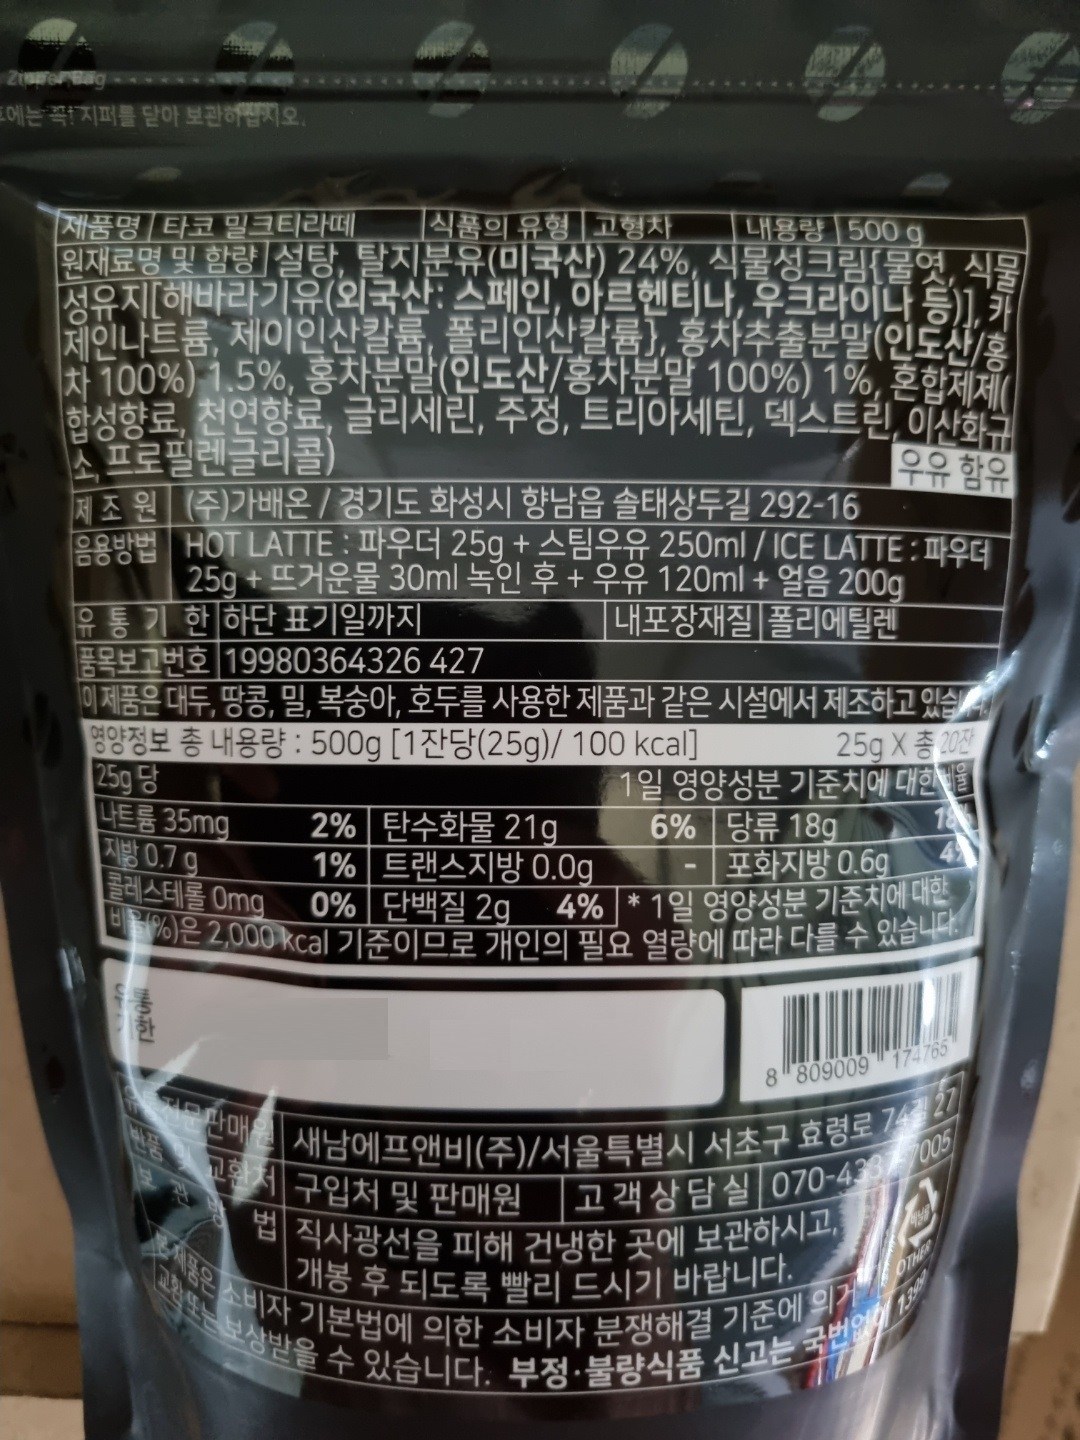 Zipper Bag
에는 꼭! 지퍼를 닫아 보관하십시오.
제품명 타코 밀크티라떼 식품의 유형 고형차 내용량 500 g
원재료명 및 함량 설탕, 탈지분유(미국산) 24%, 식물성크림{물엿, 식물
성유지[해바라기유(외국산: 스페인, 아르헨티나, 우크라이나 등)], 카
제인나트륨, 제이인산칼륨, 폴리인산칼륨}, 홍차추출분말(인도산/홍
차 100%) 1.5%, 홍차분말(인도산/홍차분말 100%) 1%, 혼합제제(
합성향료, 천연향료, 글리세린, 주정, 트리아세틴, 덱스트린, 이산화규
소, 프로필렌글리콜)
우유 함유
제 조 원 (주)가배온 / 경기도 화성시 향남읍 솔태상두길 292-16
음용방법 HOT LATTE : 파우더 25g + 스팀우유 250ml / ICE LATTE : 파우더
25g + 뜨거운물 30ml 녹인 후 + 우유 120ml + 얼음 200g
유 통 기 한 하단 표기일까지 내포장재질 폴리에틸렌
품목보고번호 19980364326 427
이 제품은 대두, 땅콩, 밀, 복숭아, 호두를 사용한 제품과 같은 시설에서 제조하고 있습
영양정보 총 내용량 : 500g [1잔당(25g)/ 100 kcal] 25g X 총 20잔
25g 당 1일 영양성분 기준치에 대한 비율
나트륨 35mg 2% 탄수화물 21g 6% 당류 18g 18%
지방 0.7 g 1% 트랜스지방 0.0g - 포화지방 0.6g 4%
콜레스테롤 0mg 0% 단백질 2g 4% * 1일 영양성분 기준치에 대한
비율(%)은 2,000 kcal 기준이므로 개인의 필요 열량에 따라 다를 수 있습니다.
유통
기한
8 809009 174765
유통전문판매원 새남에프앤비(주)/서울특별시 서초구 효령로 74길 27
반품 및 교환처 구입처 및 판매원 고객상담실 070-433 7005
보 관 방 법 직사광선을 피해 건냉한 곳에 보관하시고,
개봉 후 되도록 빨리 드시기 바랍니다.
비닐류
OTHER
본 제품은 소비자 기본법에 의한 소비자 분쟁해결 기준에 의거
교환 또는 보상받을 수 있습니다. 부정·불량식품 신고는 국번없이 1399